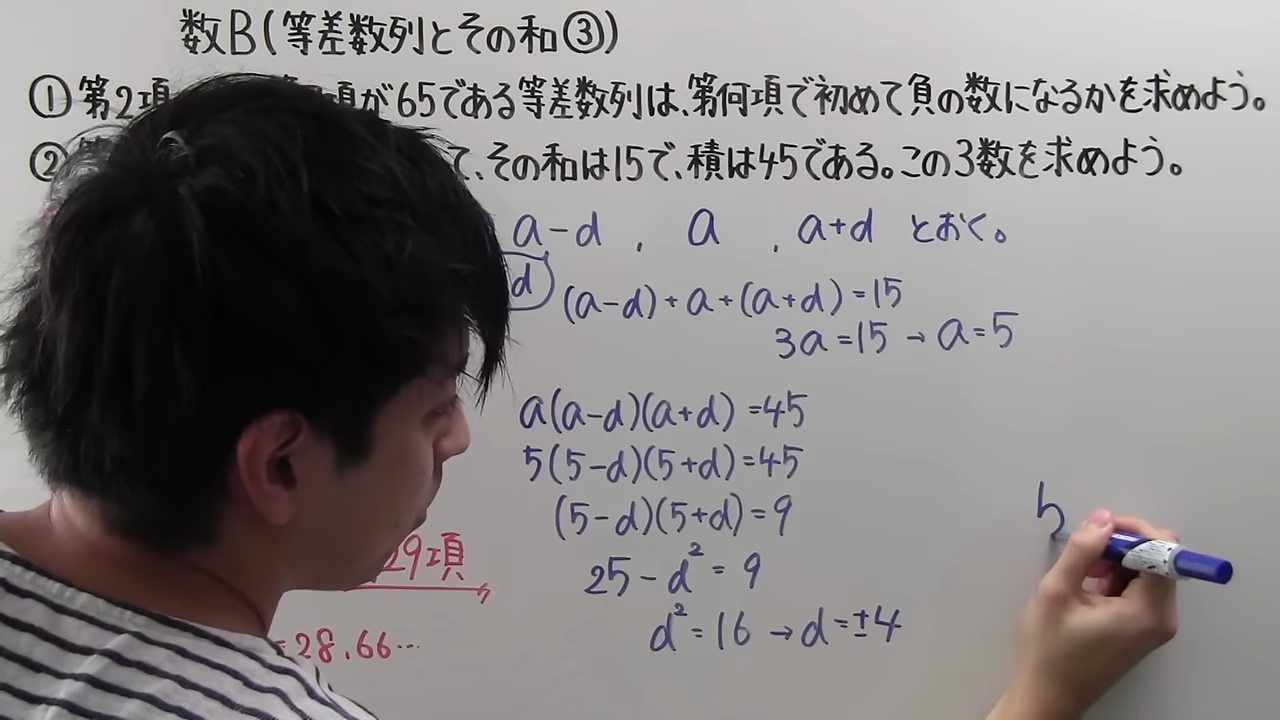 数B(等差数列とその和③)
①第2項 項が65である等差数列は、第何項で初めて負の数になるかを求めよう。
② て、その和は15で、積は45である。この3数を求めよう。
a-d , a , a+d とおく。
d (a-d)+a+(a+d)=15
3a=15→a=5
a(a-d)(a+d)=45
5(5-d)(5+d)=45
(5-d)(5+d)=9
29項
25-d²=9
=28.66…
d²=16→d=±4